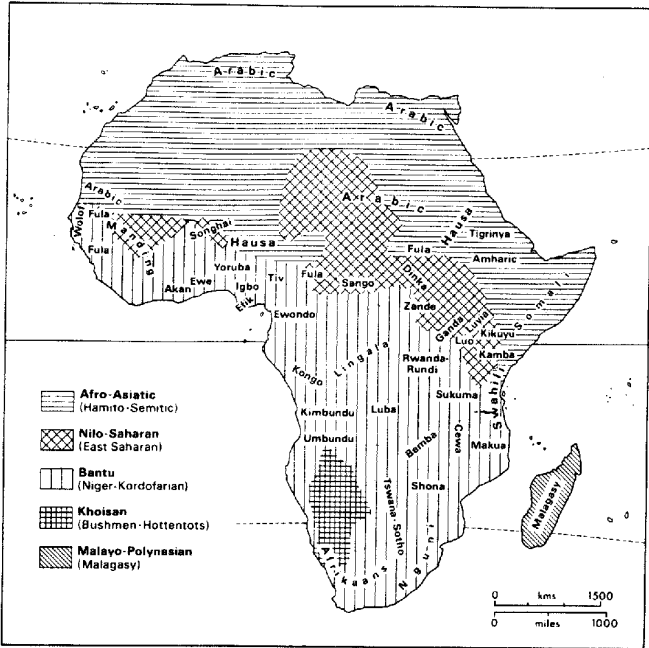 Arabic
Arabic
Arabic
Arabic
Wolof
Fula
Fula
Manding
Songhai
Hausa
Hausa
Fula
Tigrinya
Amharic
Somali
Yoruba
Ewe
Akan
Igbo
Efik
Tiv
Fula
Sango
Dinka
Zande
Ewondo
Ganda
Luvia
Luo
Kikuyu
Kamba
Lingala
Kongo
Rwanda-
Rundi
Swahili
Sukuma
Kimbundu
Luba
Umbundu
Bemba
Cewa
Makua
Shona
Tswana-Sotho
Nguni
Afrikaans
Malagasy
Afro-Asiatic
(Hamito-Semitic)
Nilo-Saharan
(East Saharan)
Bantu
(Niger-Kordofarian)
Khoisan
(Bushmen-Hottentots)
Malayo-Polynesian
(Malagasy)
0 kms 1500
0 miles 1000